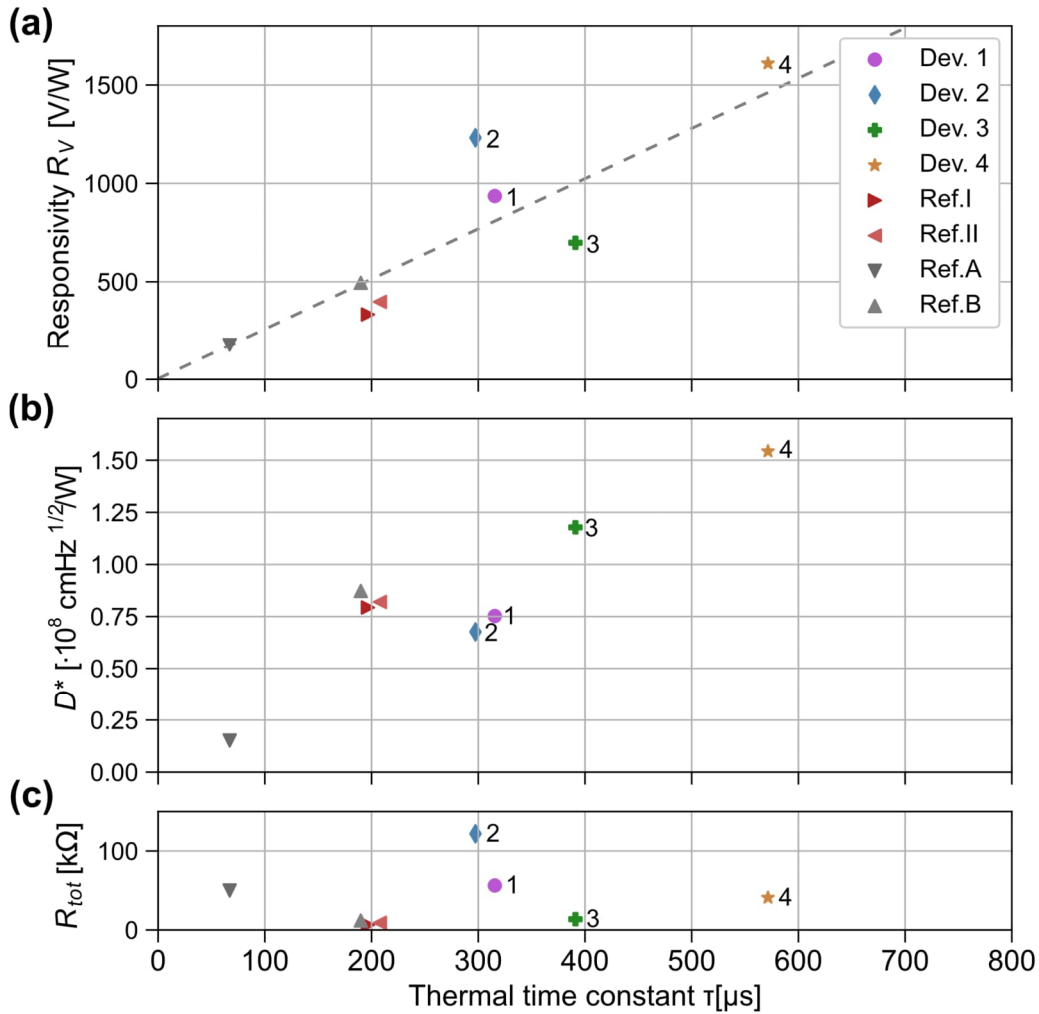 (a)
Responsivity R_V [V/W]
1500
1000
500
0
4
2
1
3
Dev. 1
Dev. 2
Dev. 3
Dev. 4
Ref.I
Ref.II
Ref.A
Ref.B
(b)
D* [·10⁸ cmHz ¹/²/W]
1.50
1.25
1.00
0.75
0.50
0.25
0.00
4
3
1
2
(c)
R_tot [kΩ]
100
0
2
1
4
3
0 100 200 300 400 500 600 700 800
Thermal time constant τ[μs]